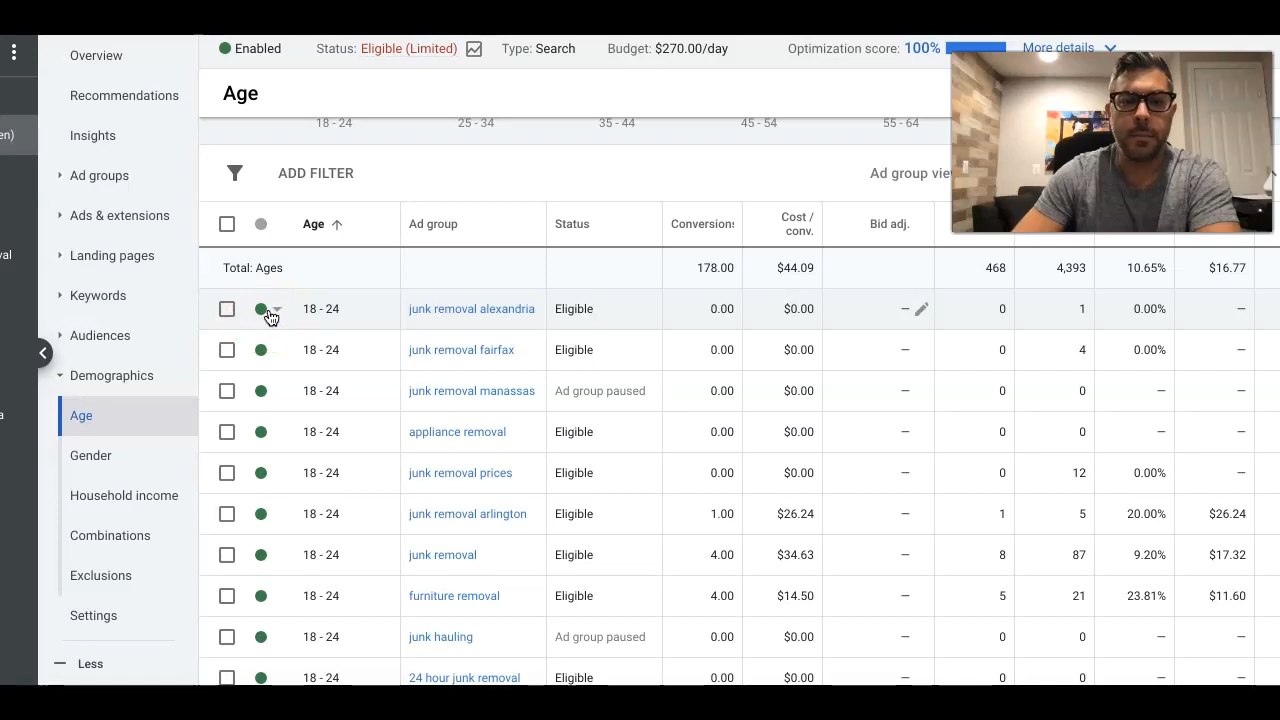 Enabled Status: Eligible (Limited) Type: Search Budget: $270.00/day Optimization score: 100% More details
Overview
Recommendations
Insights
Ad groups
Ads & extensions
Landing pages
Keywords
Audiences
Demographics
Age
Gender
Household income
Combinations
Exclusions
Settings
Less
en)
val
a
Age
18 - 24 25 - 34 35 - 44 45 - 54 55 - 64
ADD FILTER Ad group vie
Age Ad group Status Conversions Cost / conv. Bid adj.
Total: Ages 178.00 $44.09 468 4,393 10.65% $16.77
18 - 24 junk removal alexandria Eligible 0.00 $0.00 — 0 1 0.00% —
18 - 24 junk removal fairfax Eligible 0.00 $0.00 — 0 4 0.00% —
18 - 24 junk removal manassas Ad group paused 0.00 $0.00 — 0 0 — —
18 - 24 appliance removal Eligible 0.00 $0.00 — 0 0 — —
18 - 24 junk removal prices Eligible 0.00 $0.00 — 0 12 0.00% —
18 - 24 junk removal arlington Eligible 1.00 $26.24 — 1 5 20.00% $26.24
18 - 24 junk removal Eligible 4.00 $34.63 — 8 87 9.20% $17.32
18 - 24 furniture removal Eligible 4.00 $14.50 — 5 21 23.81% $11.60
18 - 24 junk hauling Ad group paused 0.00 $0.00 — 0 0 — —
18 - 24 24 hour junk removal Eligible 0.00 $0.00 — 0 0 — —